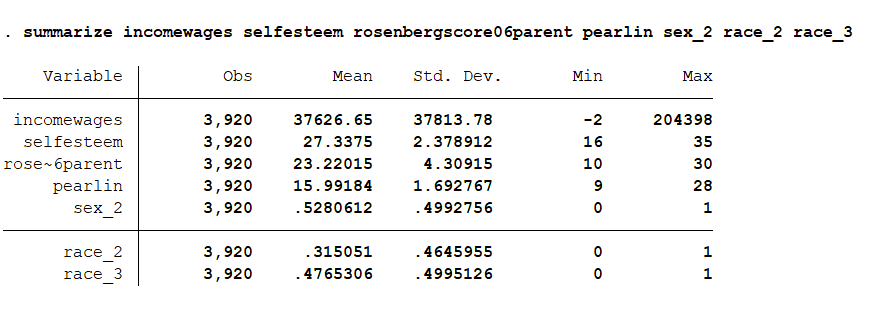 . summarize incomewages selfesteem rosenbergscore06parent pearlin sex_2 race_2 race_3
Variable Obs Mean Std. Dev. Min Max
incomewages 3,920 37626.65 37813.78 -2 204398
selfesteem 3,920 27.3375 2.378912 16 35
rose~6parent 3,920 23.22015 4.30915 10 30
pearlin 3,920 15.99184 1.692767 9 28
sex_2 3,920 .5280612 .4992756 0 1
race_2 3,920 .315051 .4645955 0 1
race_3 3,920 .4765306 .4995126 0 1